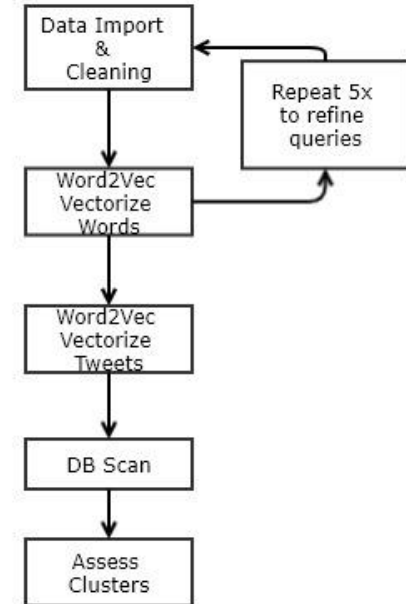 Data Import
&
Cleaning
Repeat 5x
to refine
queries
Word2Vec
Vectorize
Words
Word2Vec
Vectorize
Tweets
DB Scan
Assess
Clusters